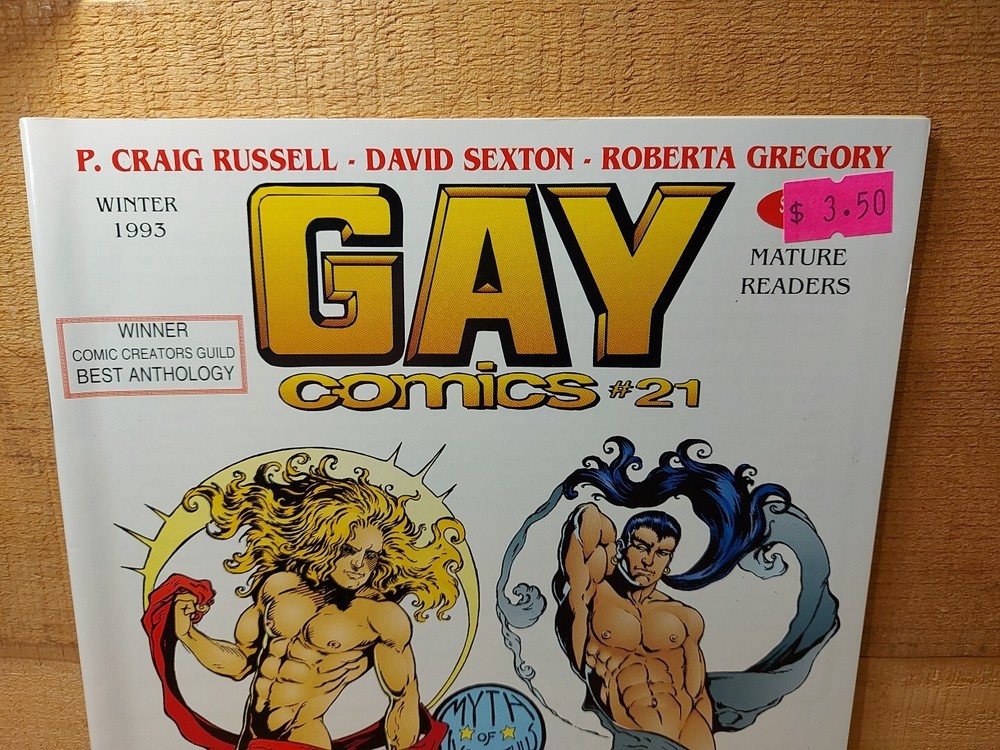 P. CRAIG RUSSELL - DAVID SEXTON - ROBERTA GREGORY
WINTER
1993
$ 3.50
MATURE
READERS
GAY
comics #21
WINNER
COMIC CREATORS GUILD
BEST ANTHOLOGY
MYTH
OF